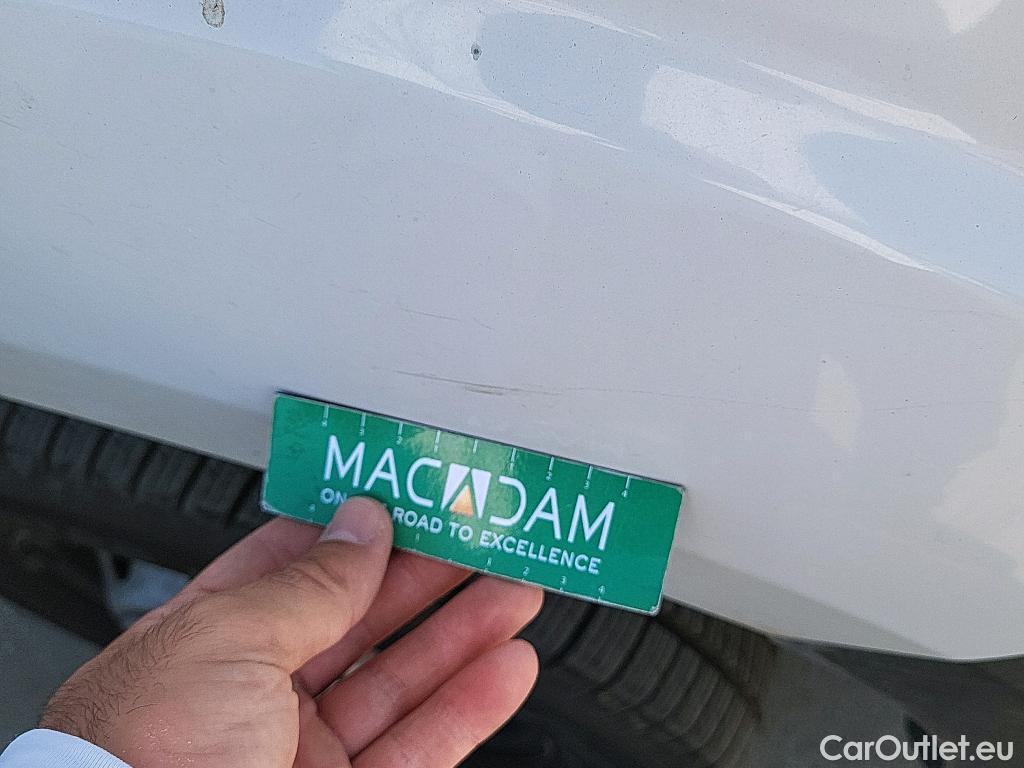 MACADAM
ON ROAD TO EXCELLENCE
CarOutlet.eu